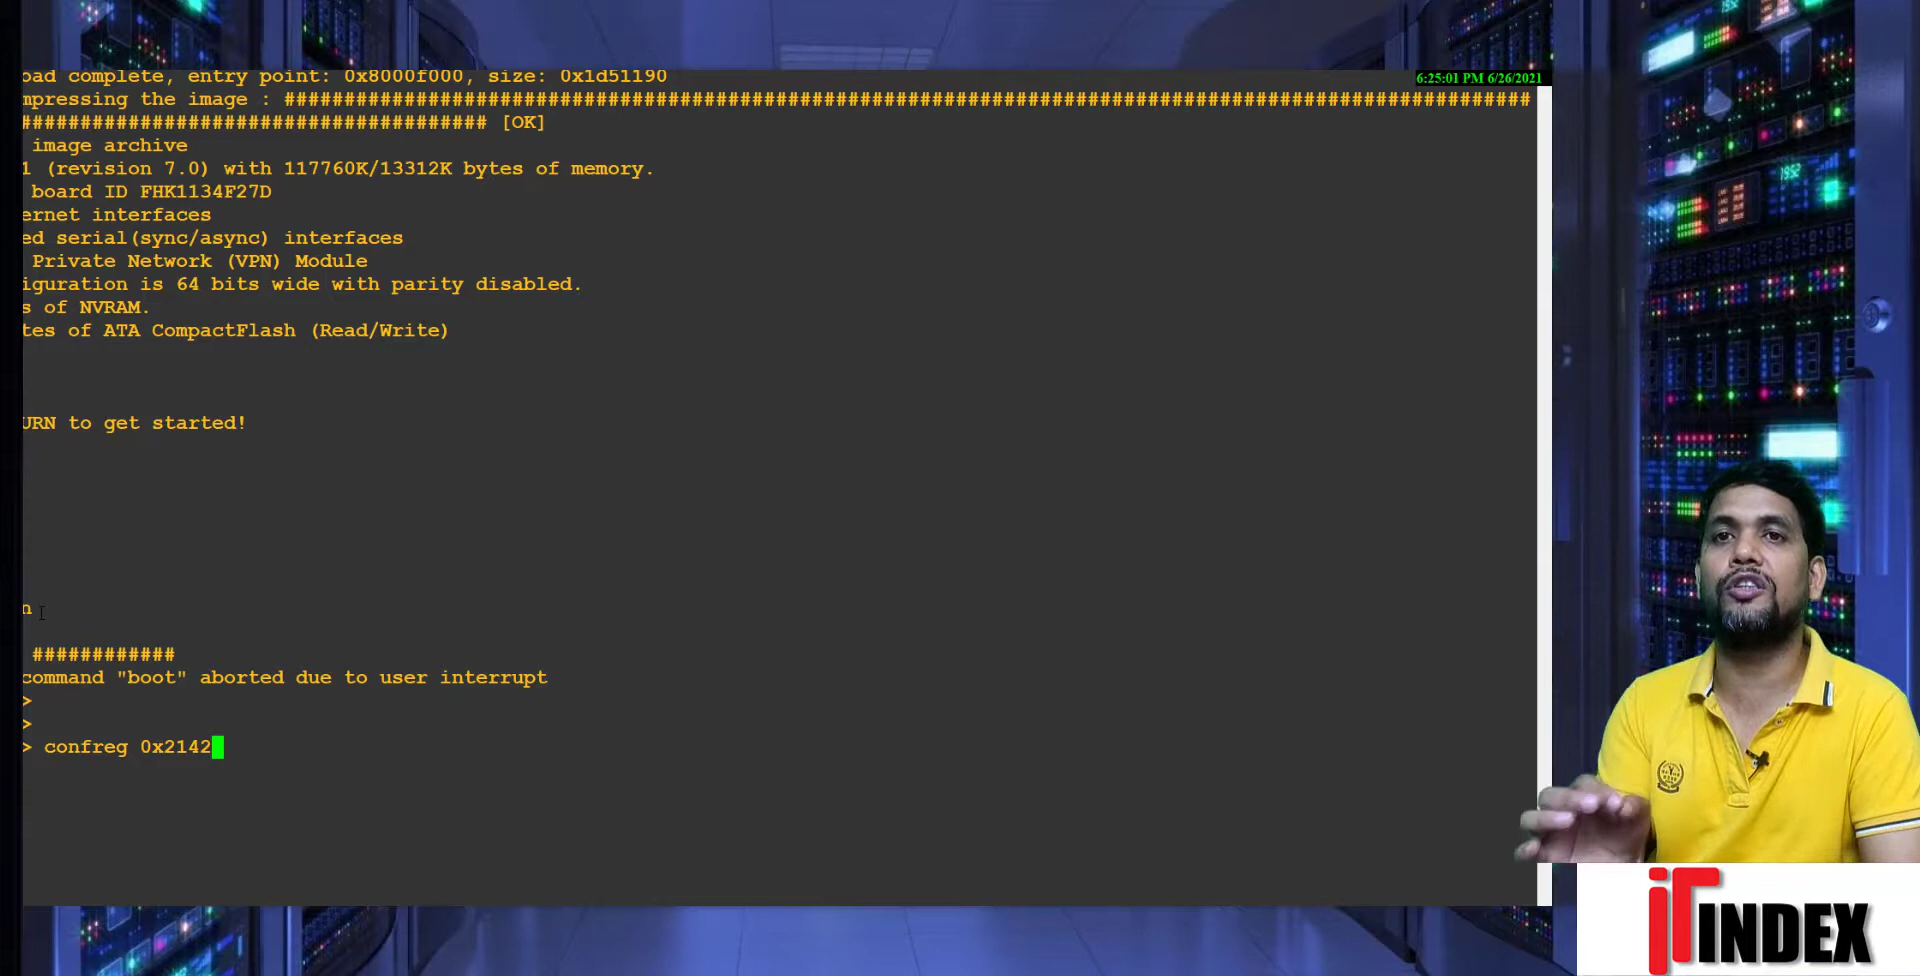 oad complete, entry point: 0x8000f000, size: 0x1d51190
6:25:01 PM 6/26/2021
mpressing the image : ########################################################################################################
###################################### [OK]
image archive
1 (revision 7.0) with 117760K/13312K bytes of memory.
board ID FHK1134F27D
ernet interfaces
ed serial(sync/async) interfaces
Private Network (VPN) Module
iguration is 64 bits wide with parity disabled.
s of NVRAM.
tes of ATA CompactFlash (Read/Write)
URN to get started!
n
############
command "boot" aborted due to user interrupt
>
>
> confreg 0x2142
iT INDEX